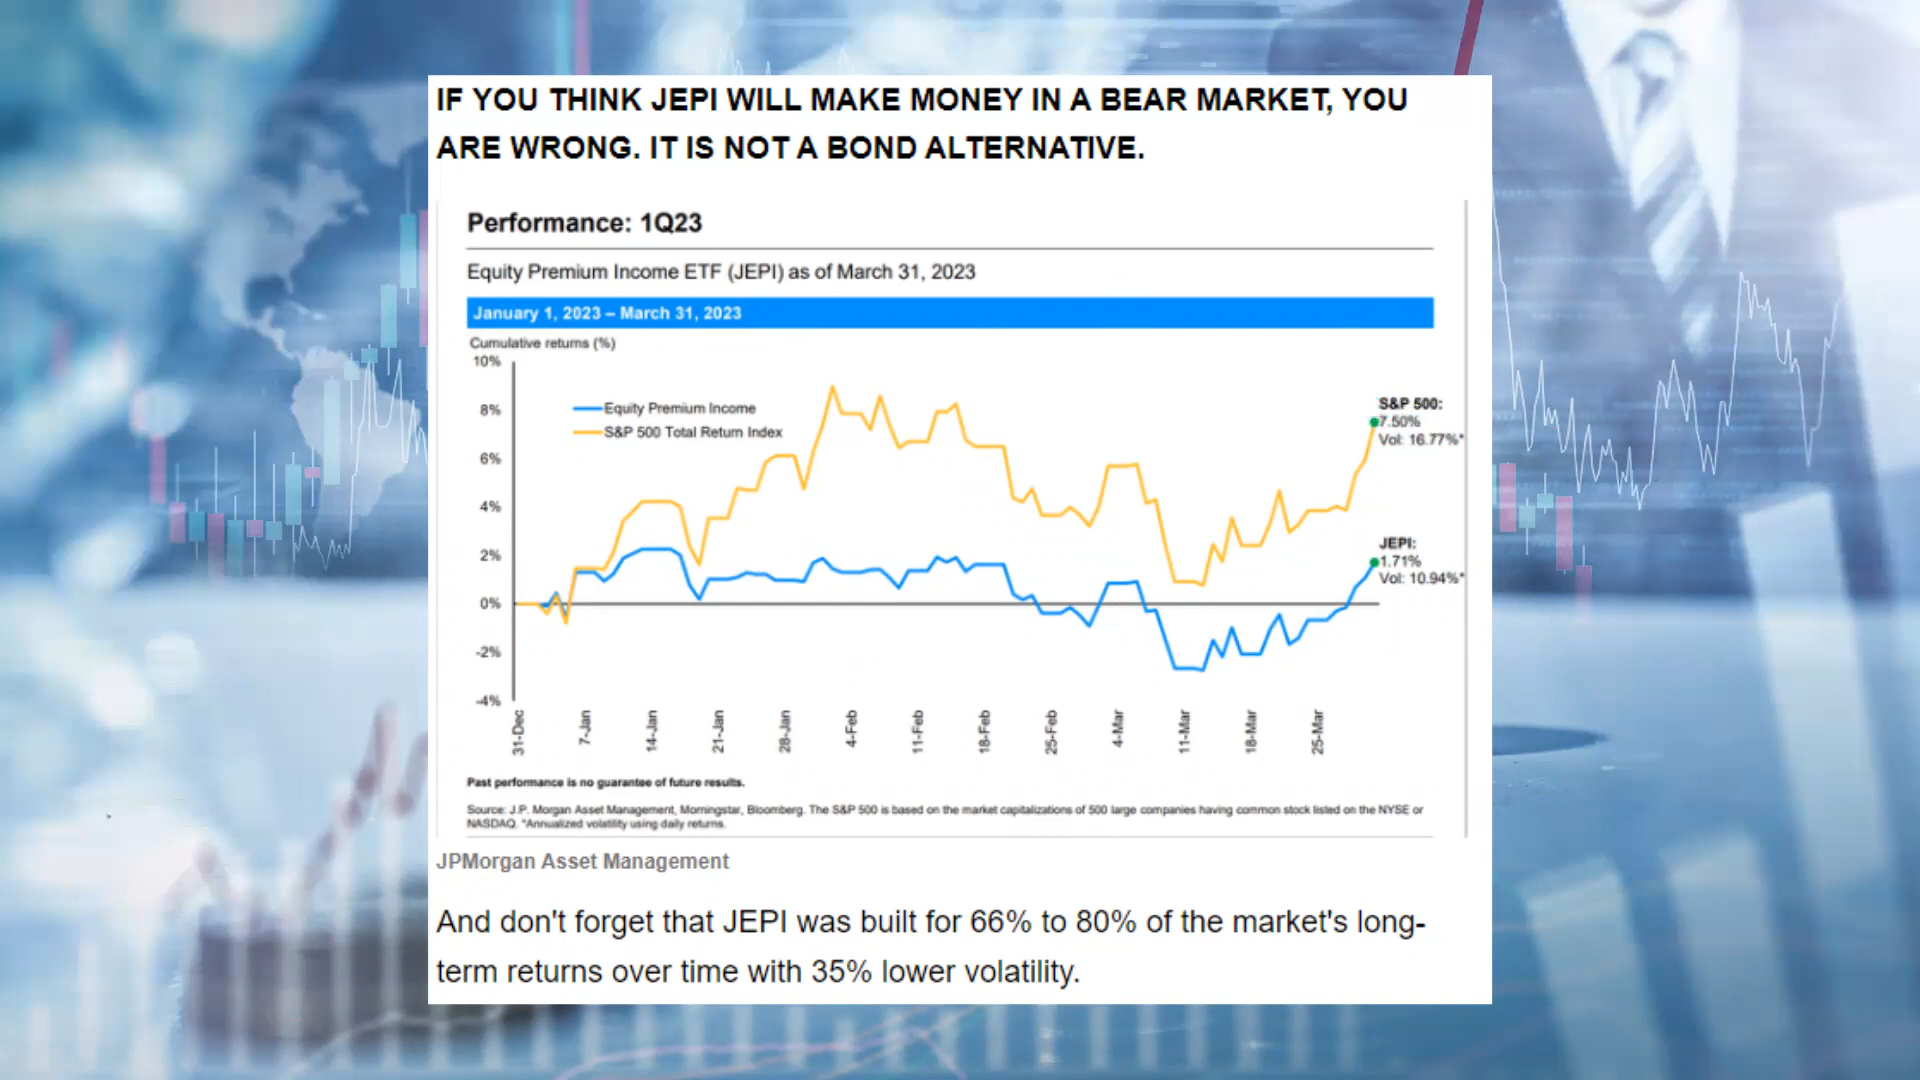 IF YOU THINK JEPI WILL MAKE MONEY IN A BEAR MARKET, YOU
ARE WRONG. IT IS NOT A BOND ALTERNATIVE.
Performance: 1Q23
Equity Premium Income ETF (JEPI) as of March 31, 2023
January 1, 2023 – March 31, 2023
Cumulative returns (%)
10%
8%
6%
4%
2%
0%
-2%
-4%
Equity Premium Income
S&P 500 Total Return Index
S&P 500:
7.50%
Vol: 16.77%*
JEPI:
1.71%
Vol: 10.94%*
31-Dec
7-Jan
14-Jan
21-Jan
28-Jan
4-Feb
11-Feb
18-Feb
25-Feb
4-Mar
11-Mar
18-Mar
25-Mar
Past performance is no guarantee of future results.
Source: J.P. Morgan Asset Management, Morningstar, Bloomberg. The S&P 500 is based on the market capitalizations of 500 large companies having common stock listed on the NYSE or
NASDAQ. *Annualized volatility using daily returns.
JPMorgan Asset Management
And don't forget that JEPI was built for 66% to 80% of the market's long-
term returns over time with 35% lower volatility.